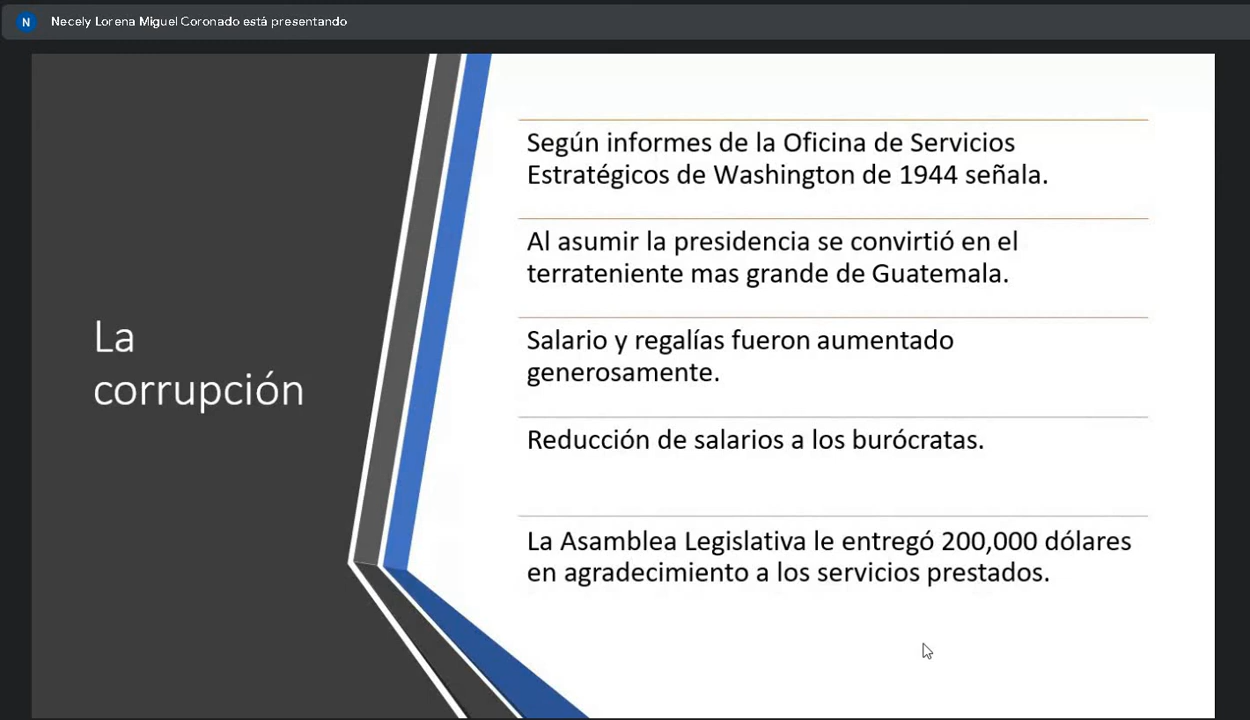 N
Necely Lorena Miguel Coronado está presentando
La
corrupción
Según informes de la Oficina de Servicios
Estratégicos de Washington de 1944 señala.
Al asumir la presidencia se convirtió en el
terrateniente mas grande de Guatemala.
Salario y regalías fueron aumentado
generosamente.
Reducción de salarios a los burócratas.
La Asamblea Legislativa le entregó 200,000 dólares
en agradecimiento a los servicios prestados.